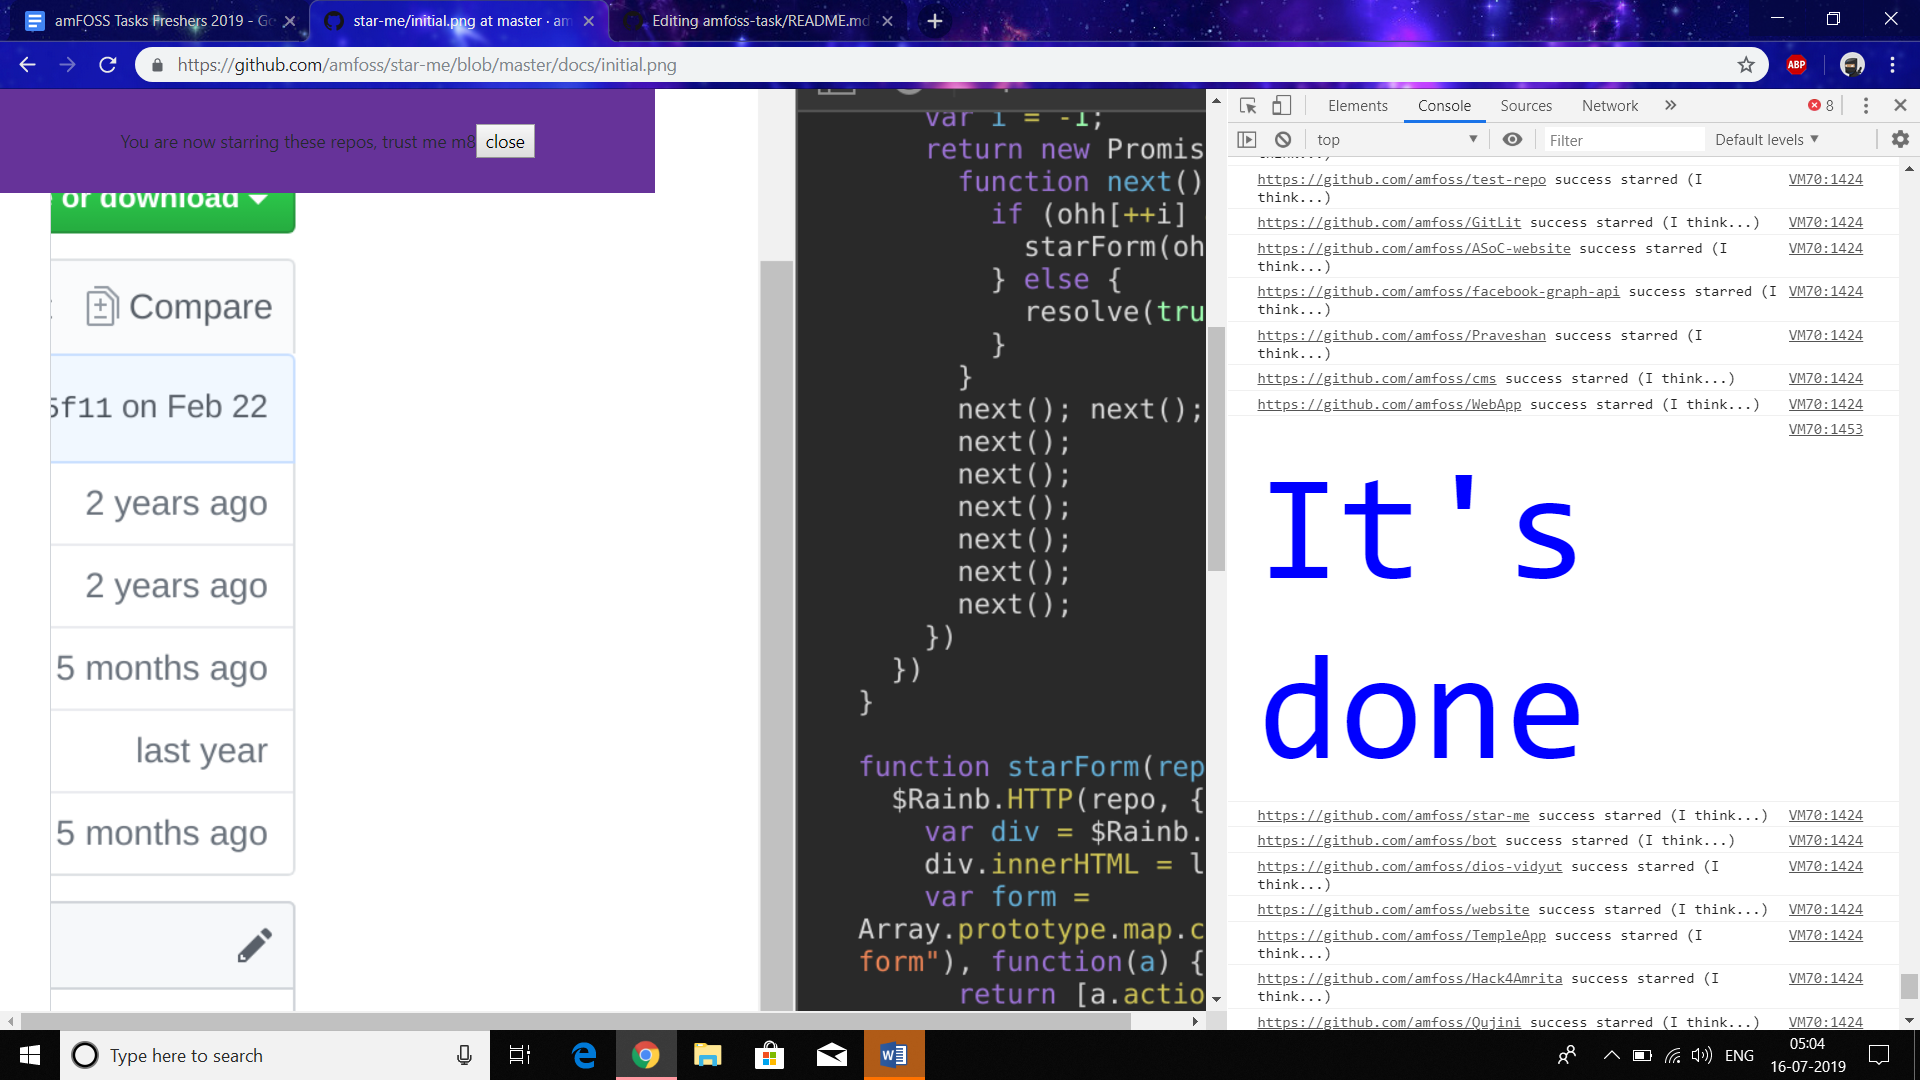 amFOSS Tasks Freshers 2019 - Go
star-me/initial.png at master · am
Editing amfoss-task/README.md
https://github.com/amfoss/star-me/blob/master/docs/initial.png
ABP
You are now starring these repos, trust me m8
close
or download
Compare
5f11 on Feb 22
2 years ago
2 years ago
5 months ago
last year
5 months ago
var i = -1;
return new Promis
function next()
if (ohh[++i]
starForm(oh
} else {
resolve(tru
}
}
next(); next();
next();
next();
next();
next();
next();
next();
})
})
}
function starForm(rep
$Rainb.HTTP(repo, {
var div = $Rainb.
div.innerHTML = l
var form =
Array.prototype.map.c
form"), function(a) {
return [a.actio
Elements Console Sources Network » 8
top Filter Default levels
think...)
https://github.com/amfoss/test-repo success starred (I VM70:1424
think...)
https://github.com/amfoss/GitLit success starred (I think...) VM70:1424
https://github.com/amfoss/ASoC-website success starred (I VM70:1424
think...)
https://github.com/amfoss/facebook-graph-api success starred (I VM70:1424
think...)
https://github.com/amfoss/Praveshan success starred (I VM70:1424
think...)
https://github.com/amfoss/cms success starred (I think...) VM70:1424
https://github.com/amfoss/WebApp success starred (I think...) VM70:1424
VM70:1453
It's
done
https://github.com/amfoss/star-me success starred (I think...) VM70:1424
https://github.com/amfoss/bot success starred (I think...) VM70:1424
https://github.com/amfoss/dios-vidyut success starred (I VM70:1424
think...)
https://github.com/amfoss/website success starred (I think...) VM70:1424
https://github.com/amfoss/TempleApp success starred (I VM70:1424
think...)
https://github.com/amfoss/Hack4Amrita success starred (I VM70:1424
think...)
https://github.com/amfoss/Qujini success starred (I think...) VM70:1424
Type here to search
ENG
05:04
16-07-2019